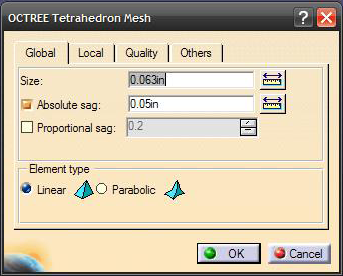 OCTREE Tetrahedron Mesh
Global Local Quality Others
Size: 0.063in
Absolute sag: 0.05in
Proportional sag: 0.2
Element type
Linear Parabolic
OK Cancel